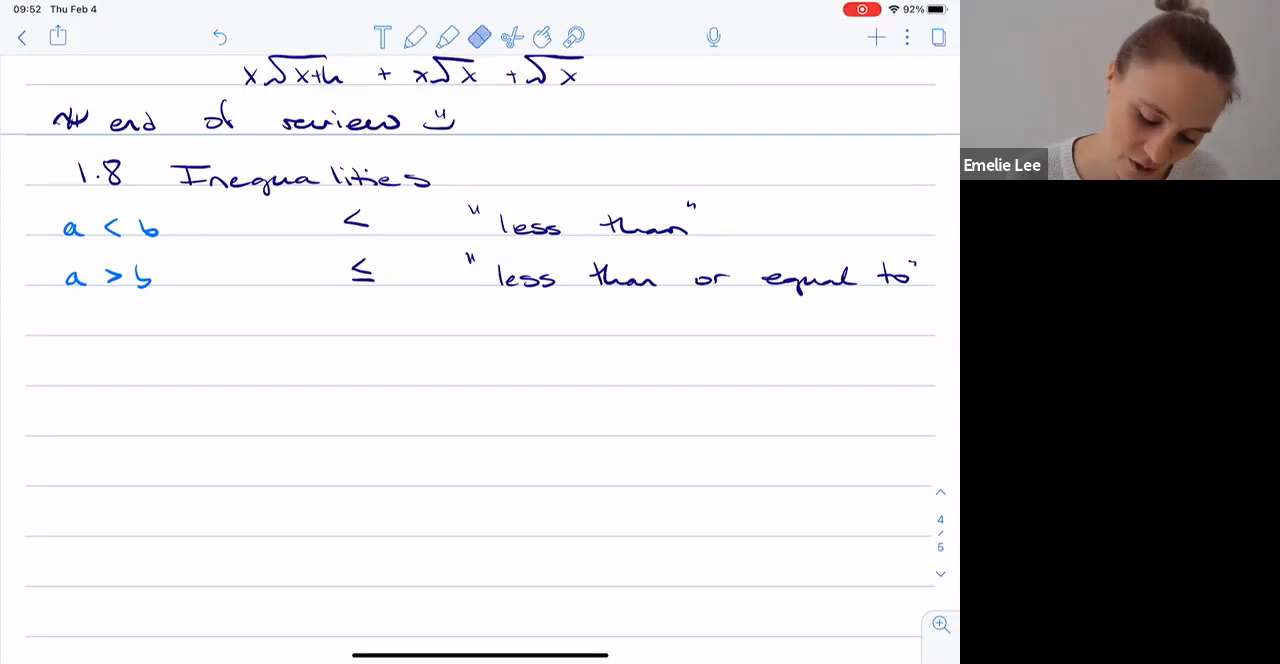 09:52 Thu Feb 4 92%
T
x√x+h + x√x + √x
end of review
1.8 Inequalities
a < b < "less than"
a > b ≤ "less than or equal to"
Emelie Lee
4
/
5